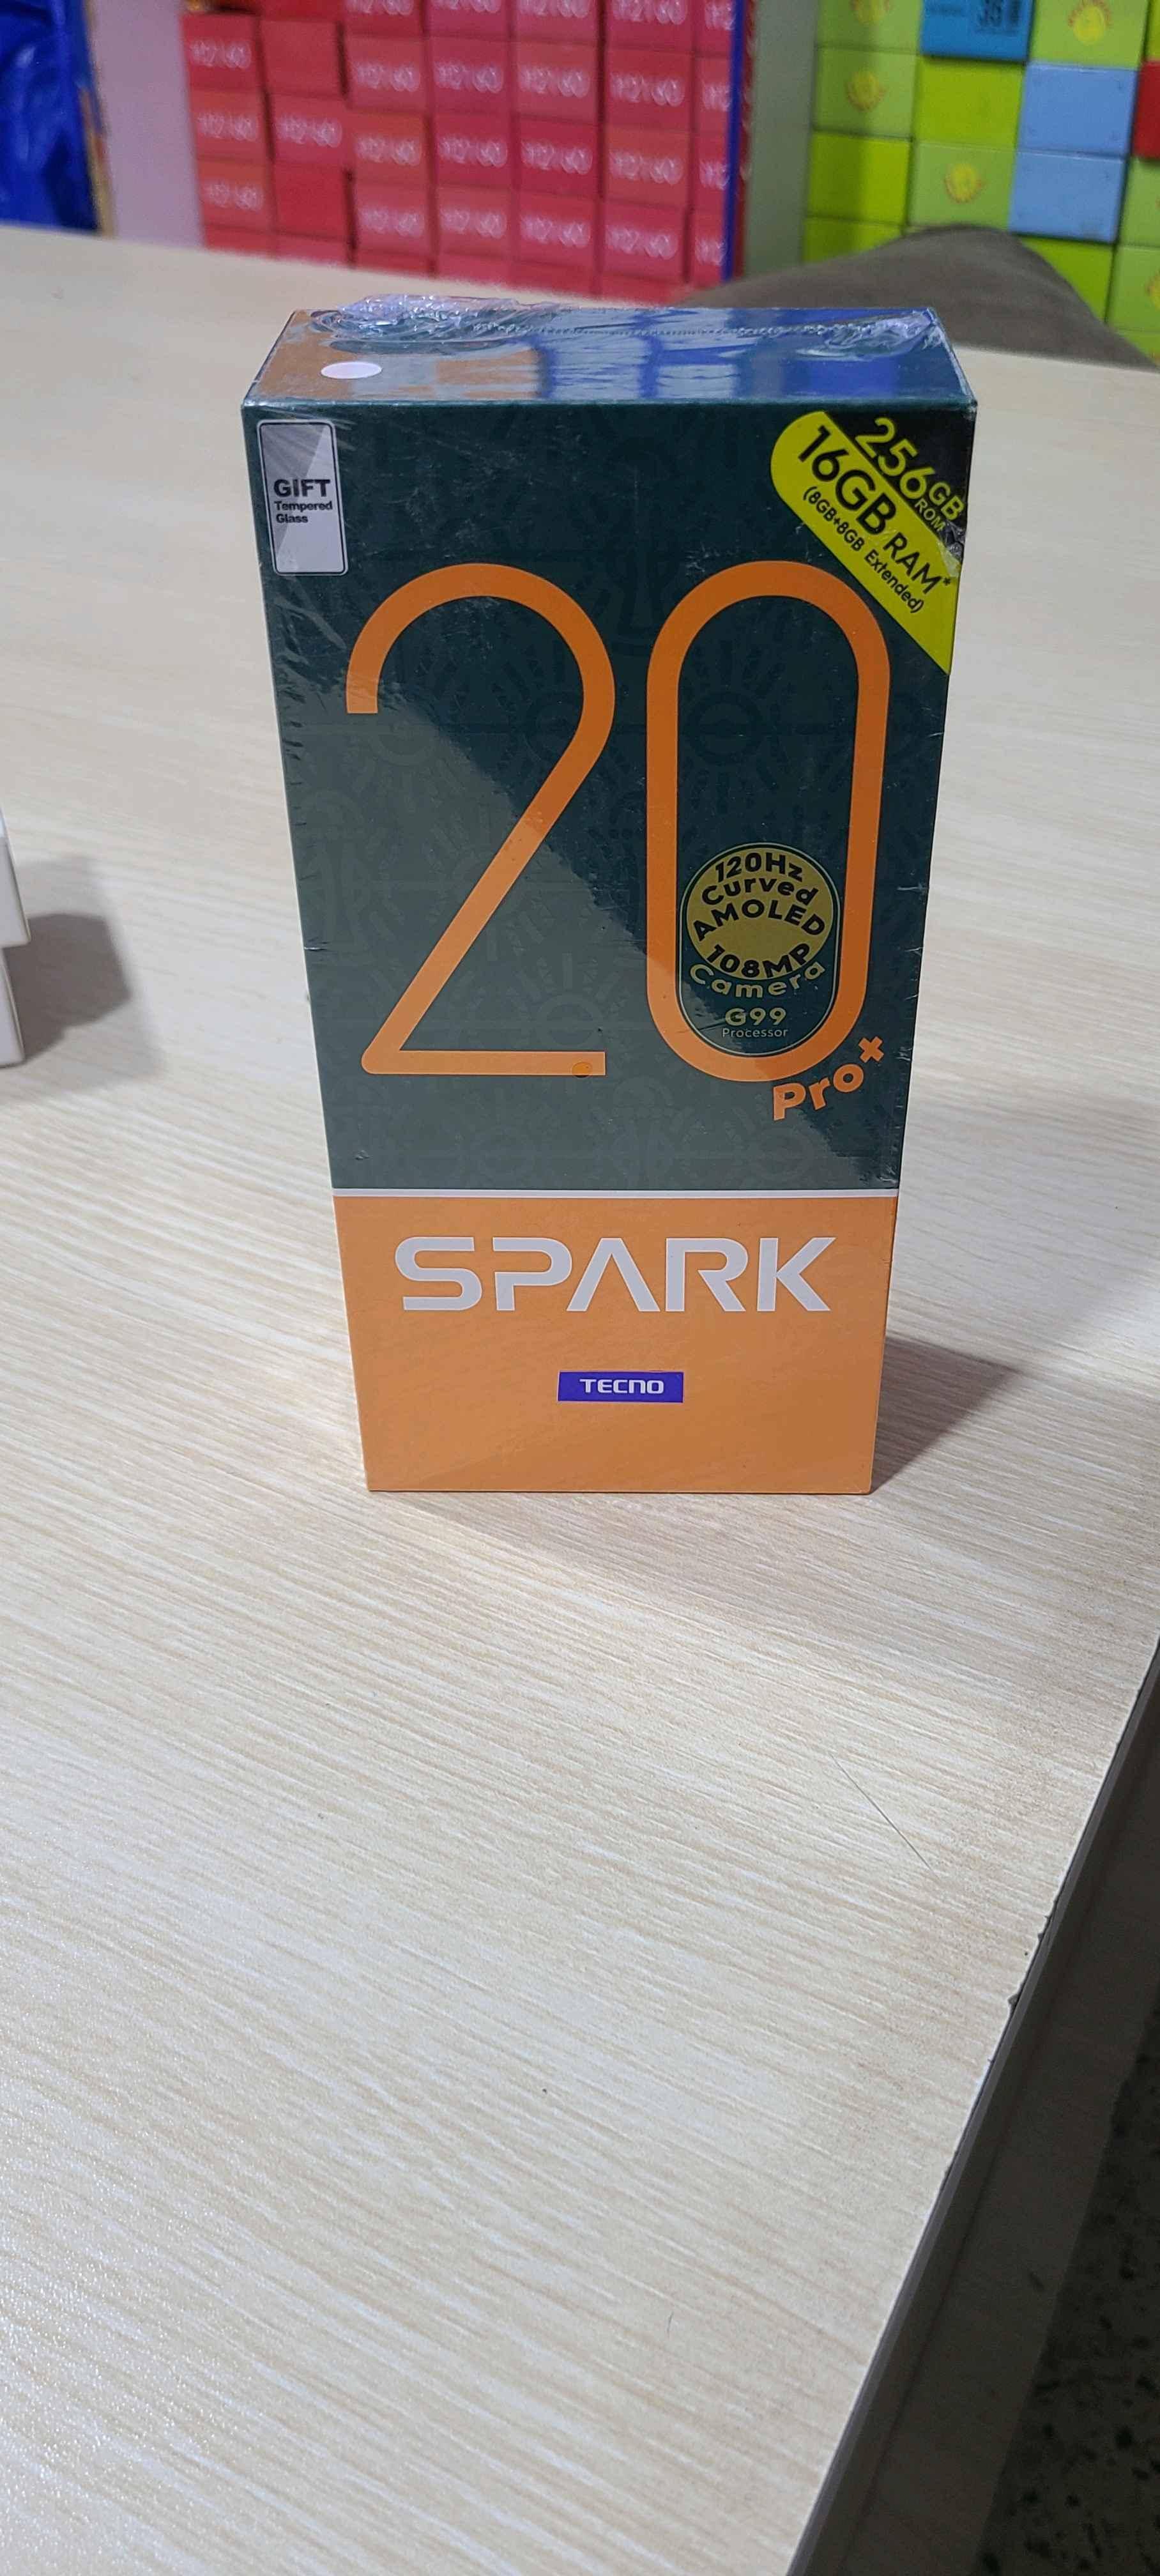 GIFT
Tempered
Glass
256GB
ROM
16GB RAM*
(8GB+8GB Extended)
20
120Hz
Curved
AMOLED
108MP
Camera
G99
Processor
Pro+
SPARK
TECNO